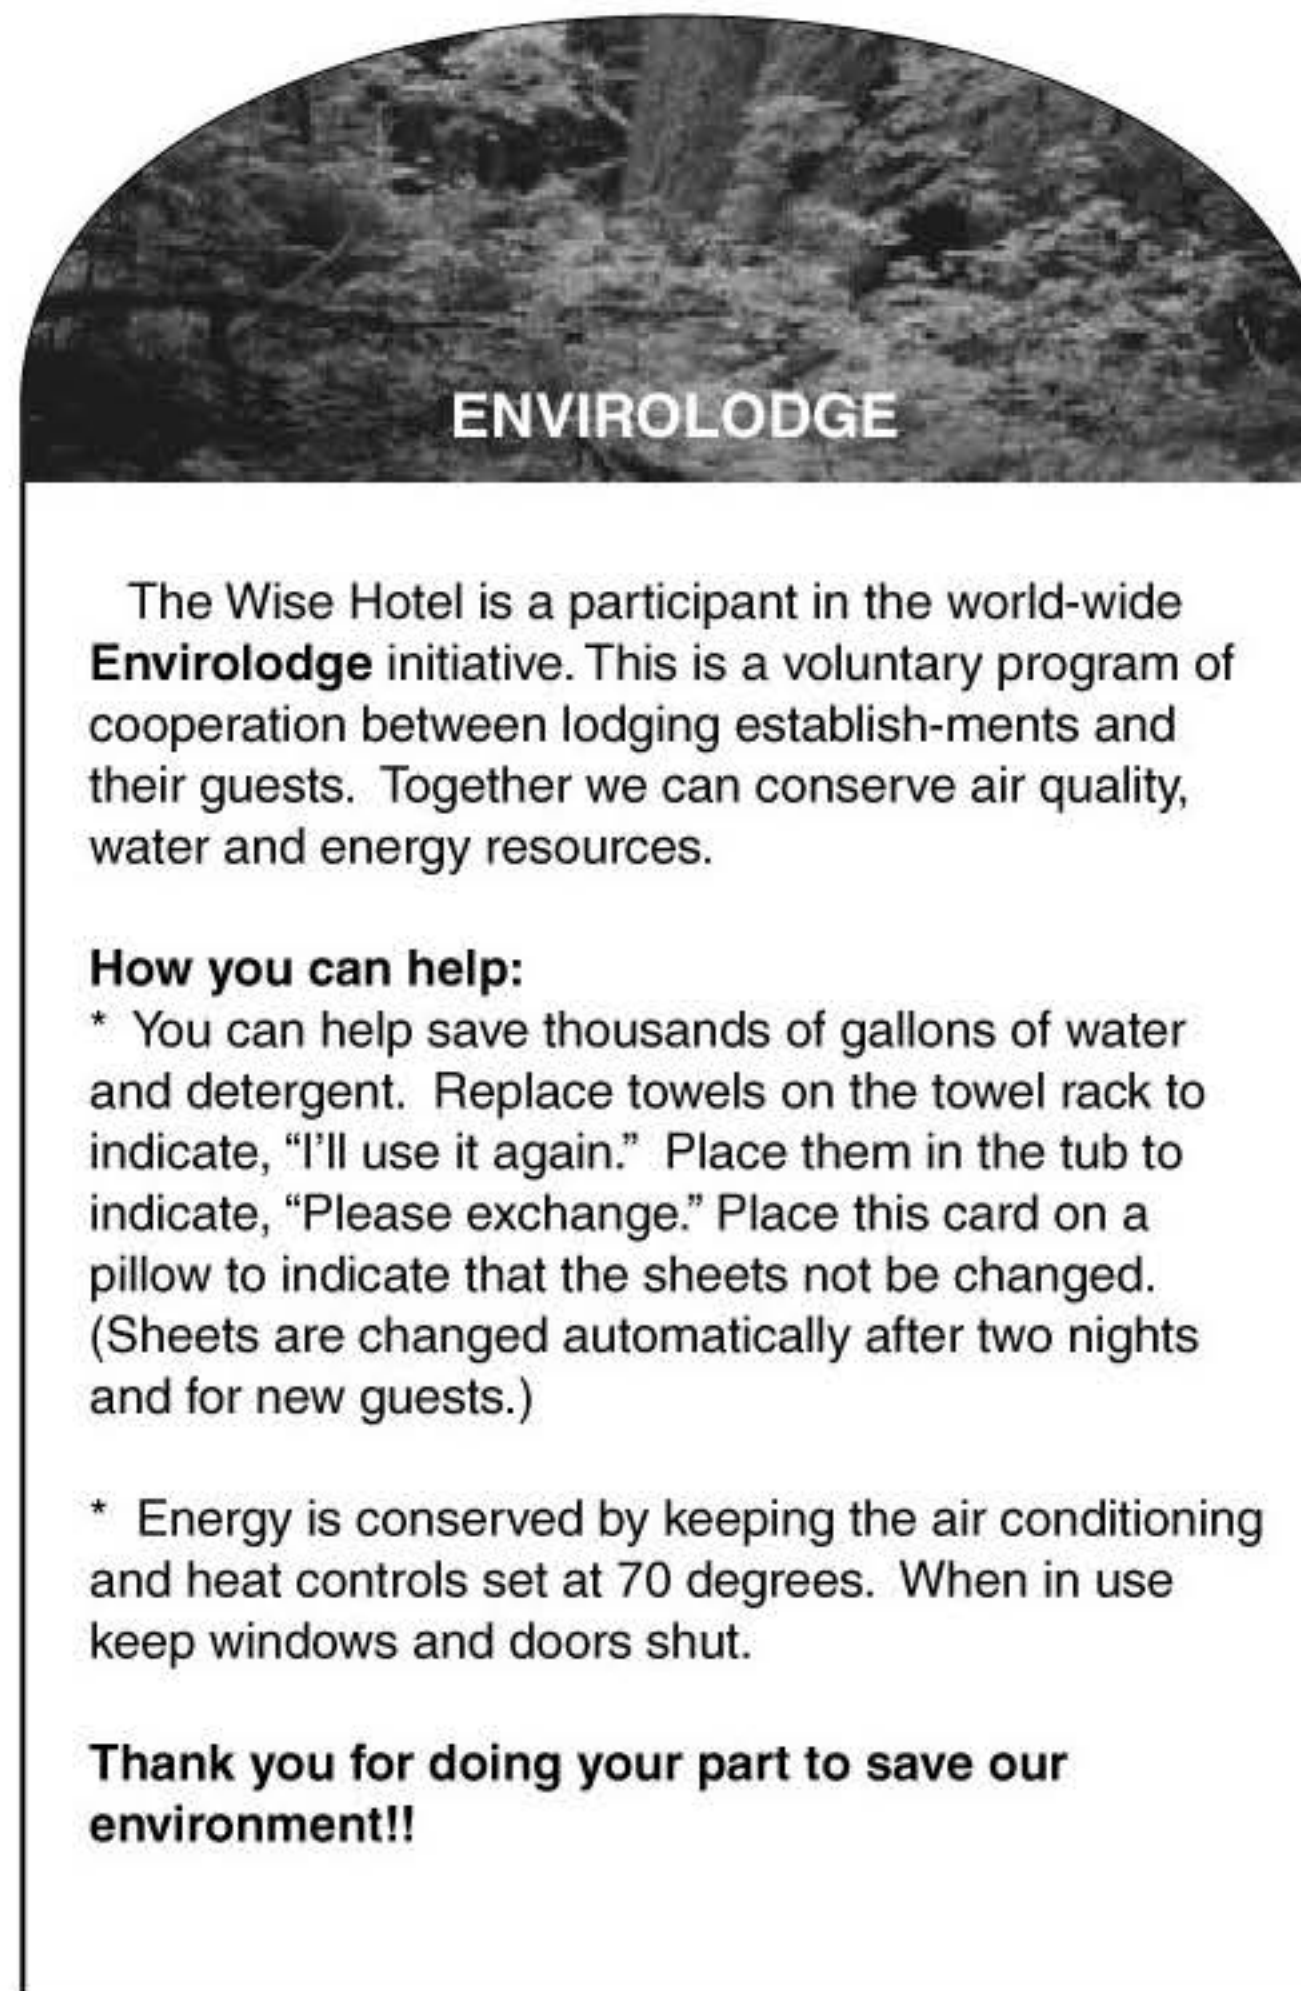 ENVIROLODGE
The Wise Hotel is a participant in the world-wide
Envirolodge initiative. This is a voluntary program of
cooperation between lodging establish-ments and
their guests. Together we can conserve air quality,
water and energy resources.
How you can help:
* You can help save thousands of gallons of water
and detergent. Replace towels on the towel rack to
indicate, “I’ll use it again.” Place them in the tub to
indicate, “Please exchange.” Place this card on a
pillow to indicate that the sheets not be changed.
(Sheets are changed automatically after two nights
and for new guests.)
* Energy is conserved by keeping the air conditioning
and heat controls set at 70 degrees. When in use
keep windows and doors shut.
Thank you for doing your part to save our
environment!!